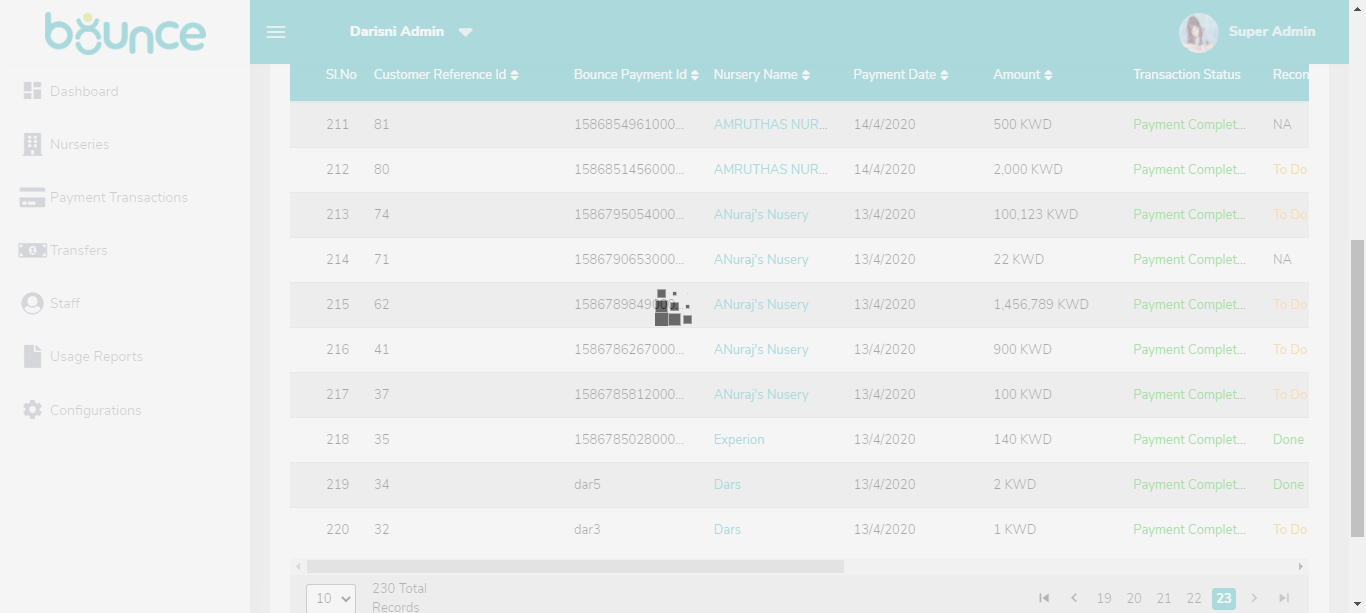 bounce
Darisni Admin
Super Admin
Dashboard
Nurseries
Payment Transactions
Transfers
Staff
Usage Reports
Configurations
Sl.No Customer Reference Id Bounce Payment Id Nursery Name Payment Date Amount Transaction Status Recon
211 81 1586854961000... AMRUTHAS NUR... 14/4/2020 500 KWD Payment Complet... NA
212 80 1586851456000... AMRUTHAS NUR... 14/4/2020 2,000 KWD Payment Complet... To Do
213 74 1586795054000... ANuraj's Nusery 13/4/2020 100,123 KWD Payment Complet... To Do
214 71 1586790653000... ANuraj's Nusery 13/4/2020 22 KWD Payment Complet... NA
215 62 ANuraj's Nusery 13/4/2020 1,456,789 KWD Payment Complet... To Do
216 41 1586786267000... ANuraj's Nusery 13/4/2020 900 KWD Payment Complet... To Do
217 37 1586785812000... ANuraj's Nusery 13/4/2020 100 KWD Payment Complet... To Do
218 35 1586785028000... Experion 13/4/2020 140 KWD Payment Complet... Done
219 34 dar5 Dars 13/4/2020 2 KWD Payment Complet... Done
220 32 dar3 Dars 13/4/2020 1 KWD Payment Complet... To Do
10
230 Total
Records
19 20 21 22 23